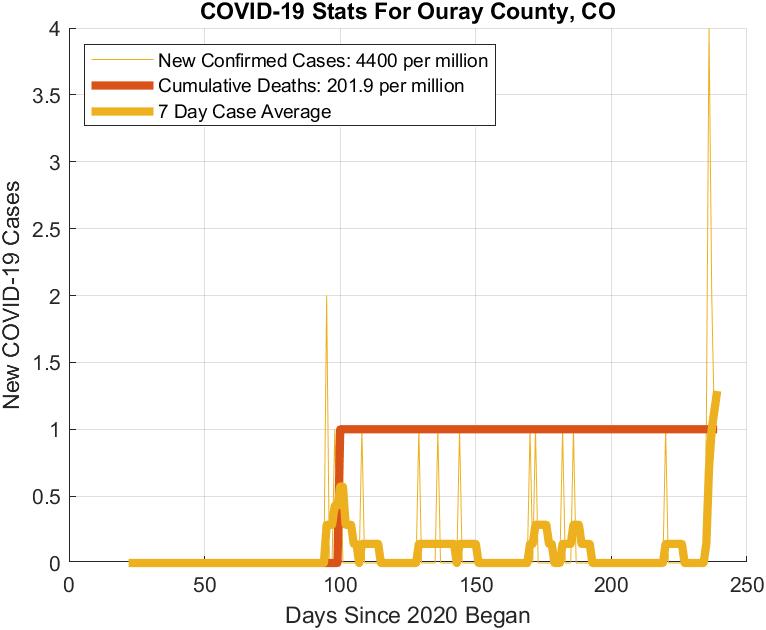 COVID-19 Stats For Ouray County, CO
4
3.5
3
2.5
2
1.5
1
0.5
0
New COVID-19 Cases
New Confirmed Cases: 4400 per million
Cumulative Deaths: 201.9 per million
7 Day Case Average
0 50 100 150 200 250
Days Since 2020 Began